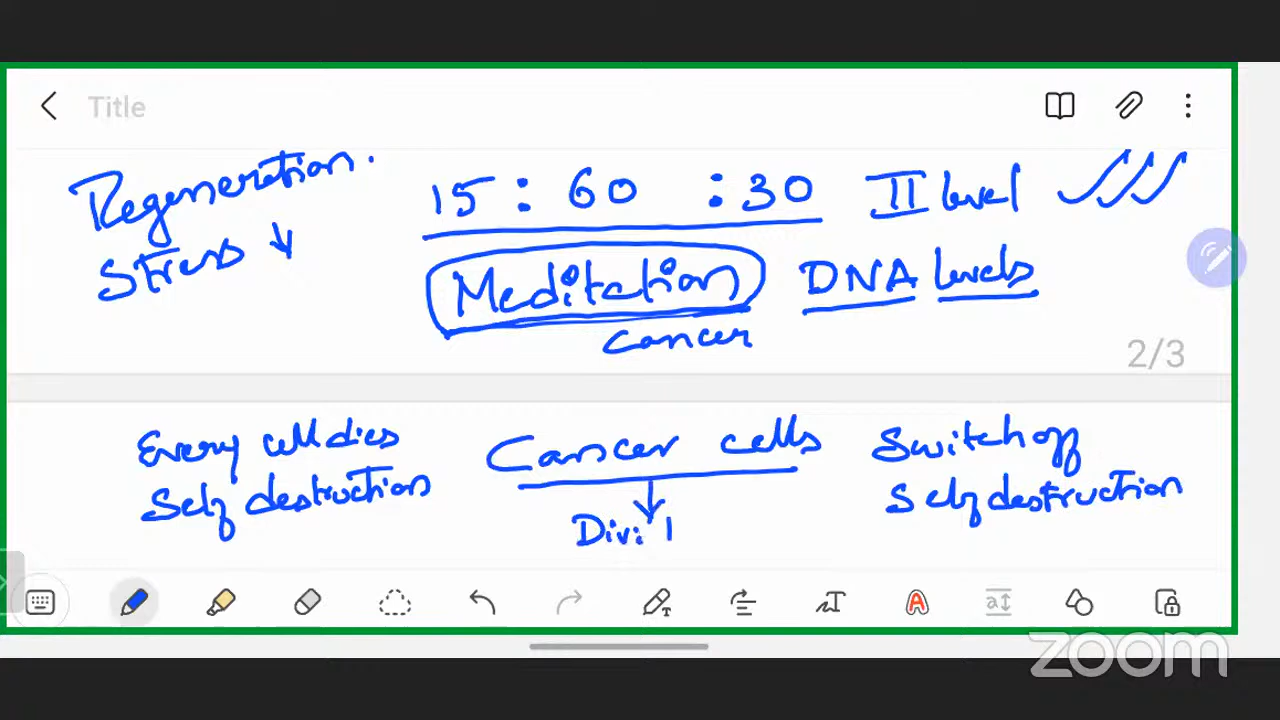 Title
Regeneration.
Stress ↓
15 : 60 : 30 II level
Meditation DNA levels
Cancer
2/3
Every cell dies
Self destruction
Cancer cells
Switch off
Self destruction
Divi
zoom